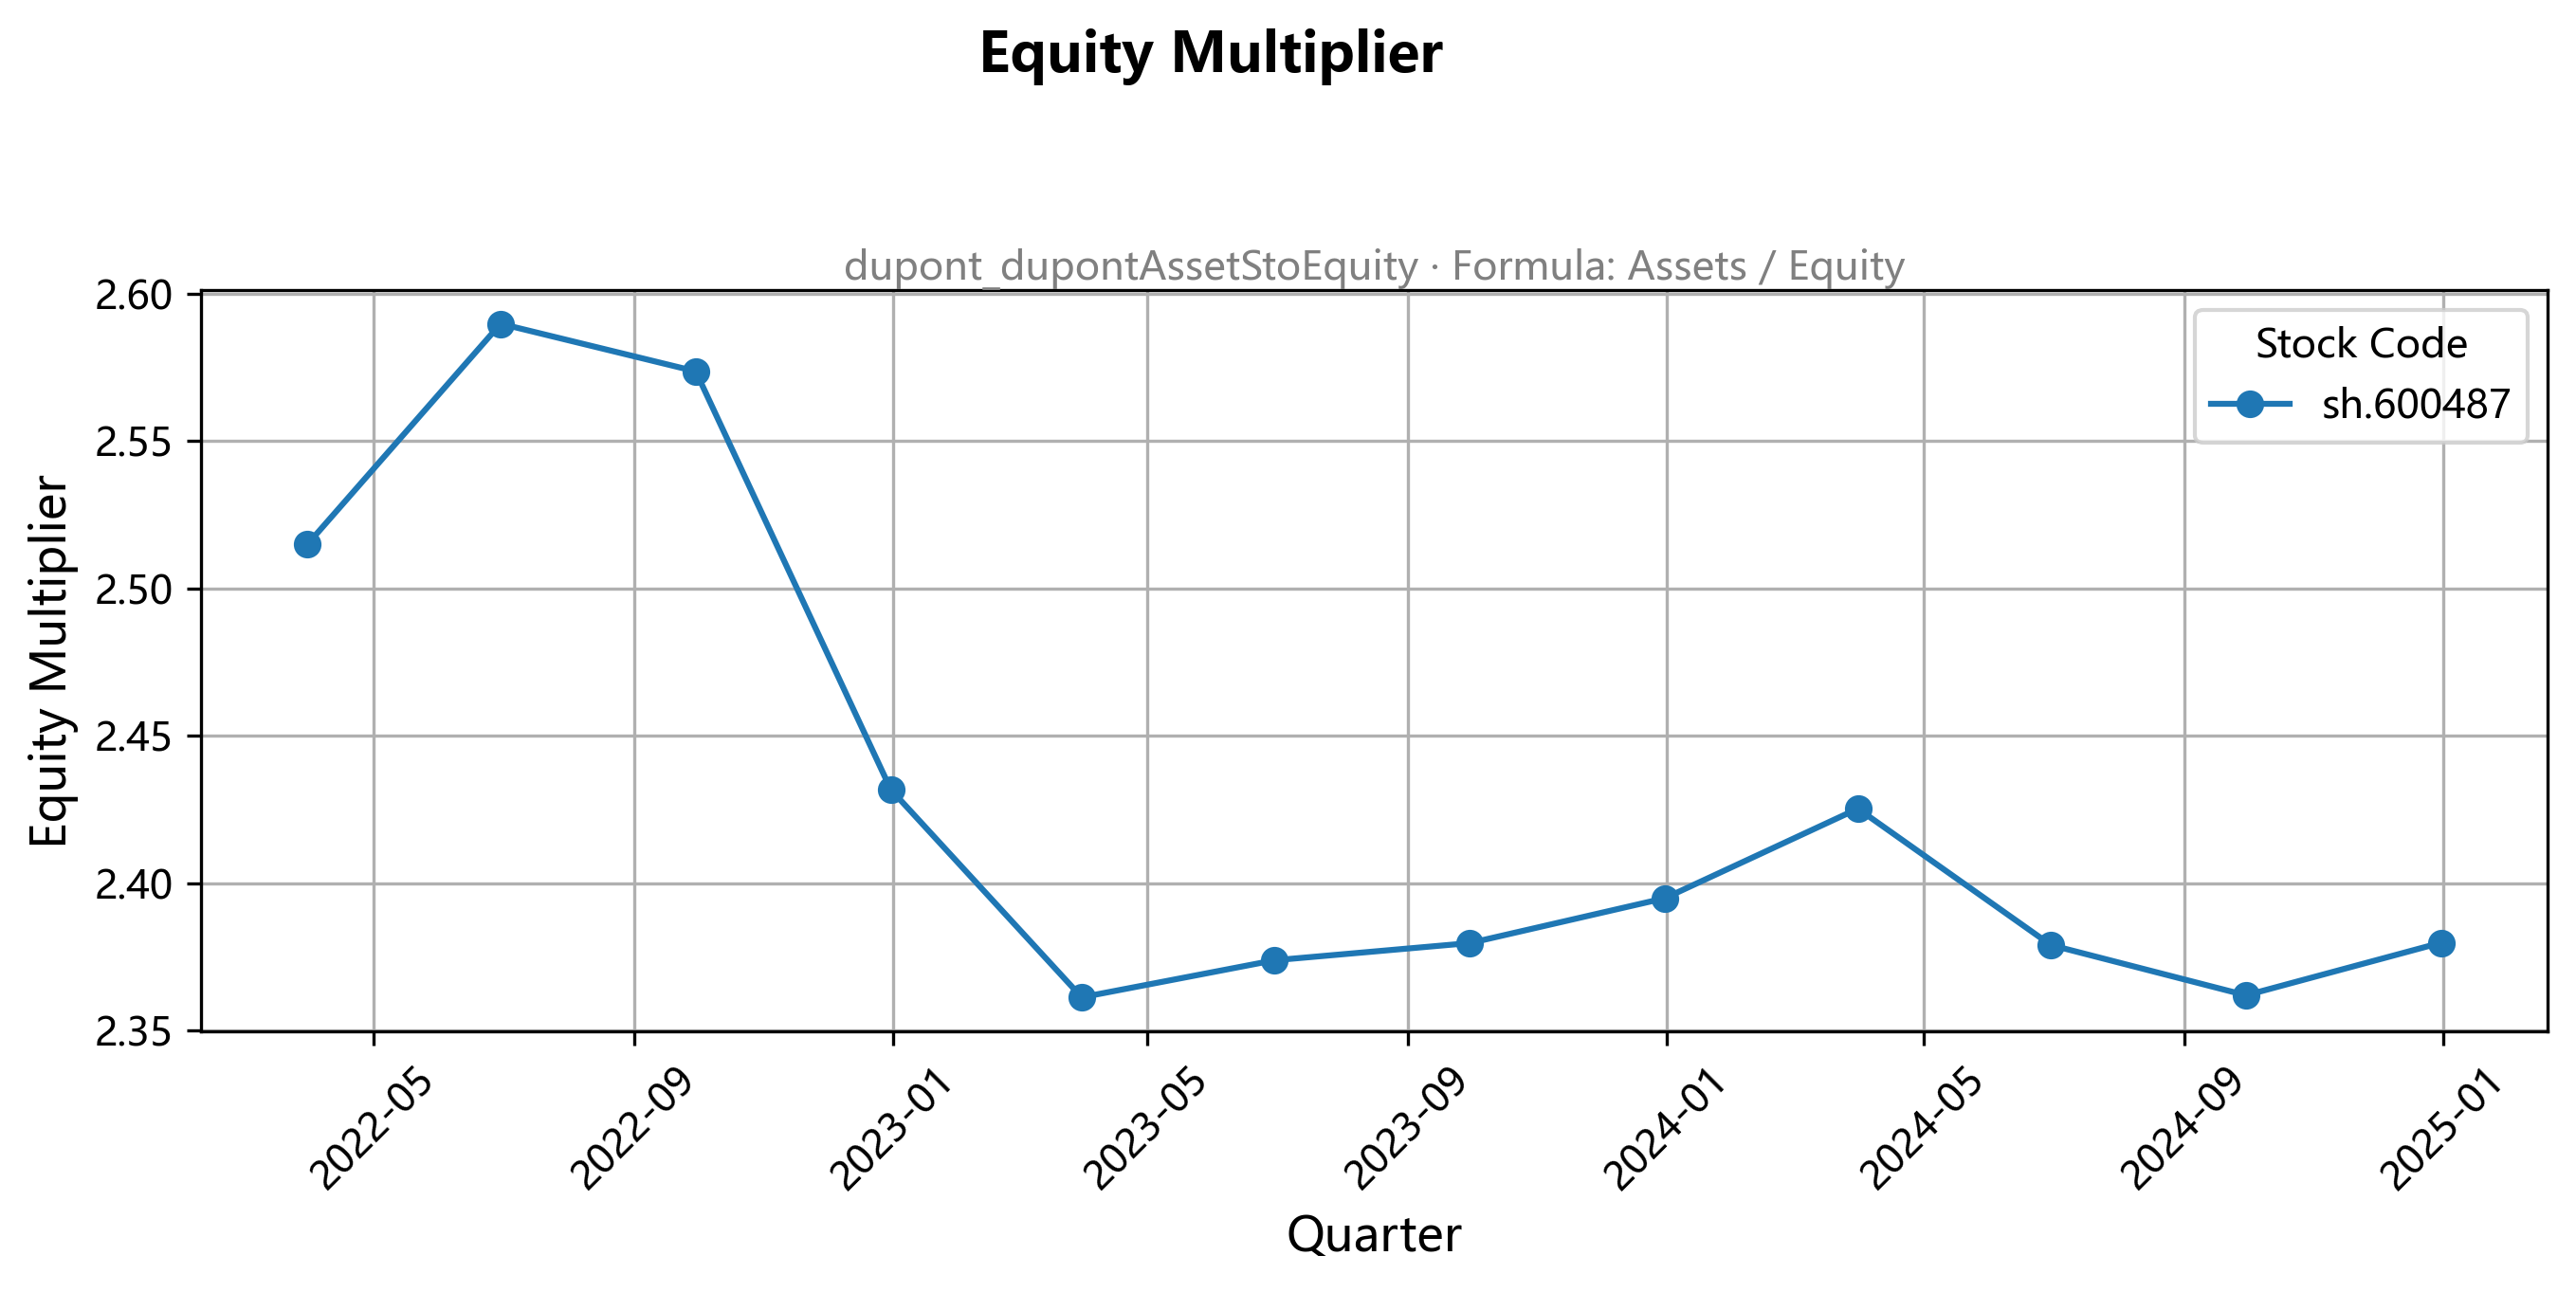 Equity Multiplier
dupont_dupontAssetStoEquity · Formula: Assets / Equity
Stock Code
sh.600487
Equity Multiplier
2.60
2.55
2.50
2.45
2.40
2.35
2022-05
2022-09
2023-01
2023-05
2023-09
2024-01
2024-05
2024-09
2025-01
Quarter